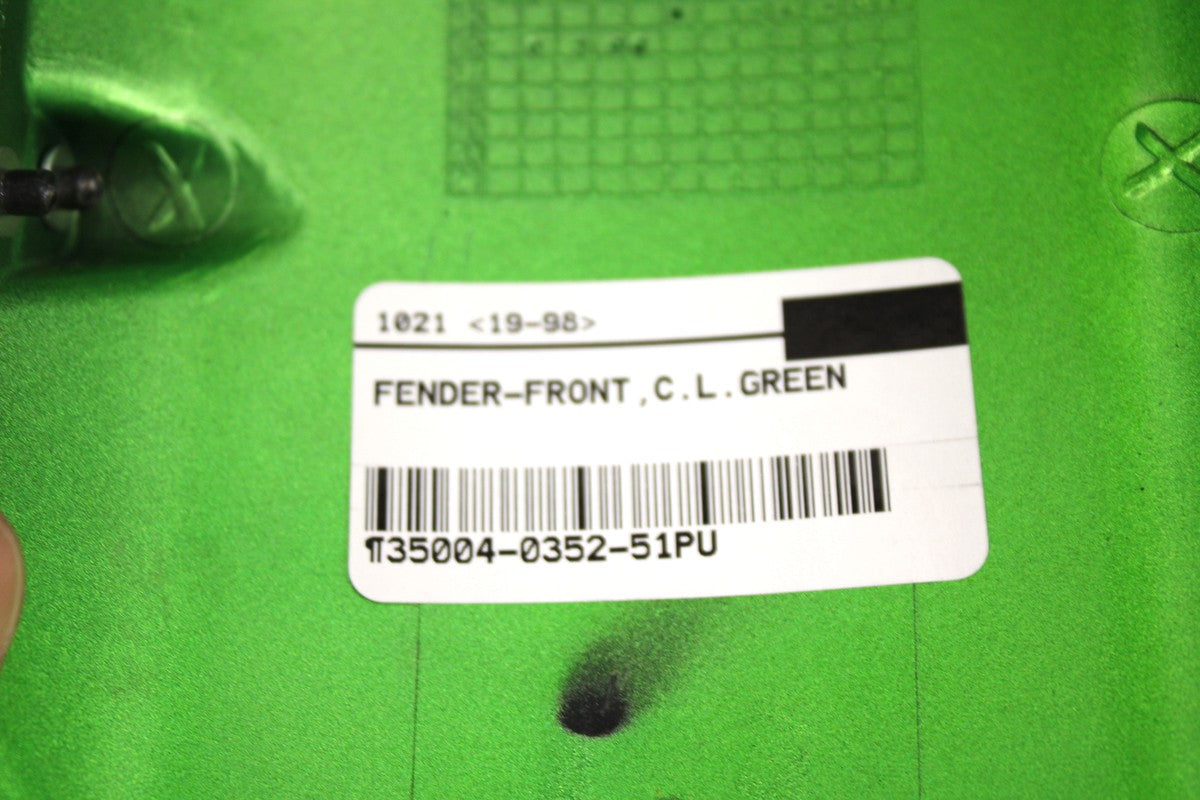 1021 <19-98>
FENDER-FRONT,C.L.GREEN
¶35004-0352-51PU